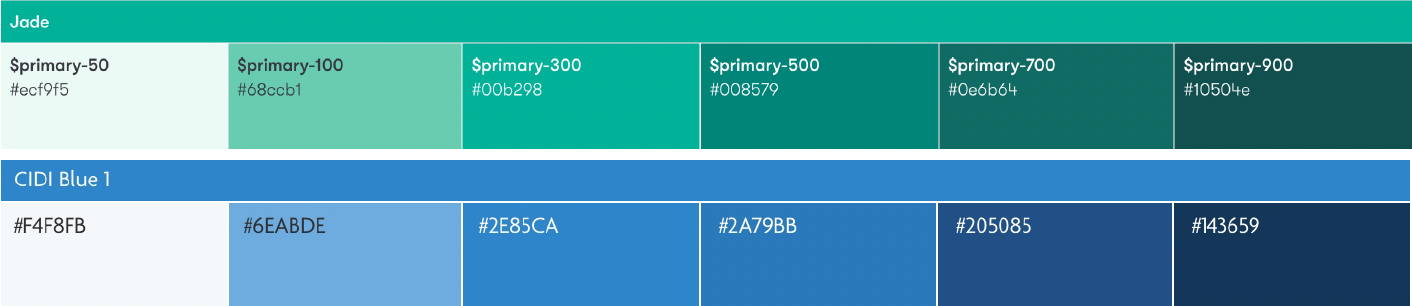 Jade
$primary-50
#ecf9f5
$primary-100
#68ccb1
$primary-300
#00b298
$primary-500
#008579
$primary-700
#0e6b64
$primary-900
#10504e
CIDI Blue 1
#F4F8FB
#6EABDE
#2E85CA
#2A79BB
#205085
#143659